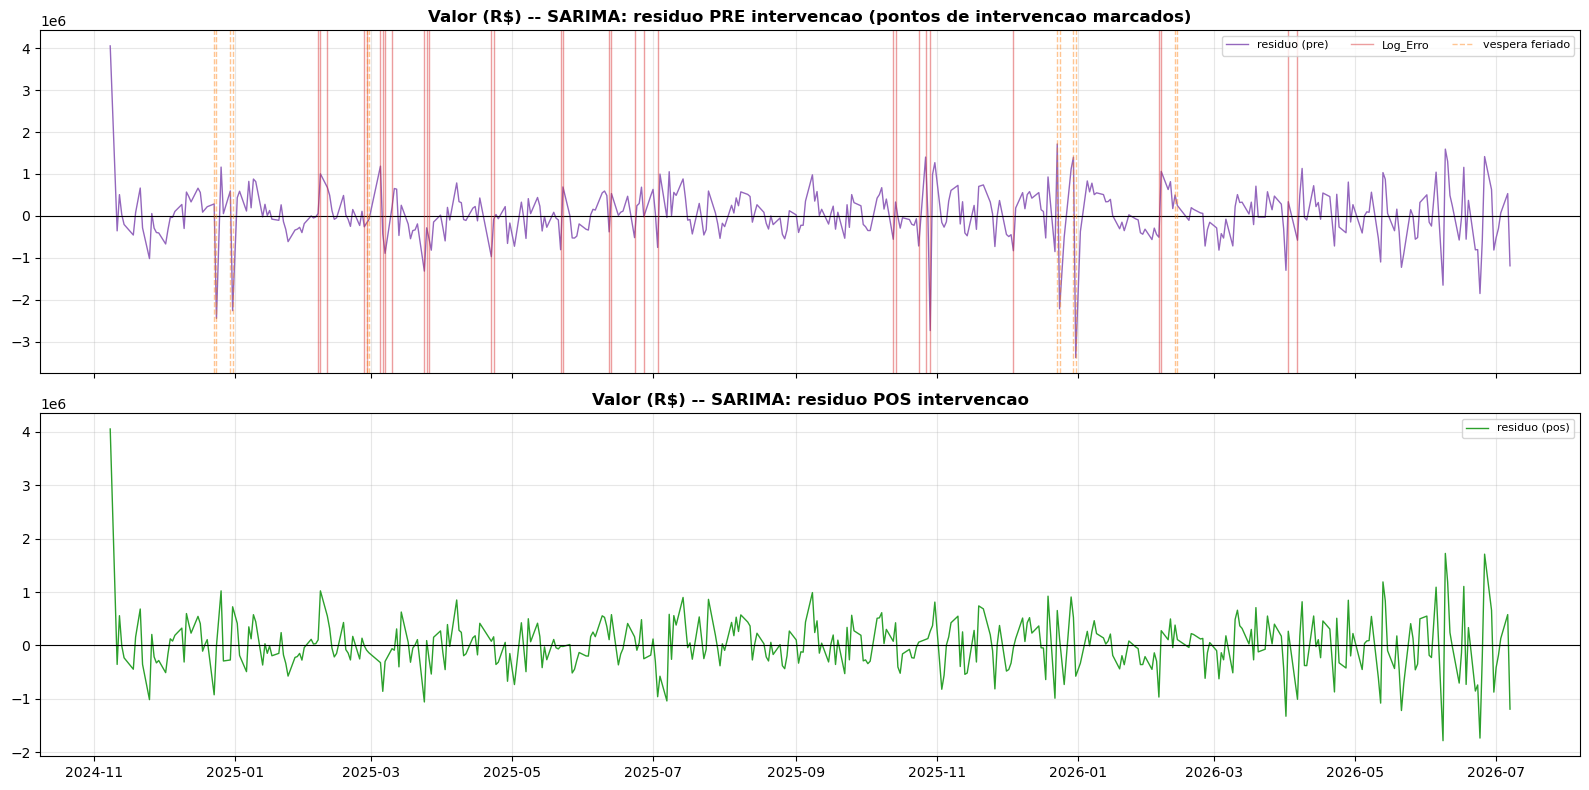 Valor (R$) -- SARIMA: residuo PRE intervencao (pontos de intervencao marcados)
1e6
residuo (pre) Log_Erro vespera feriado
4
3
2
1
0
−1
−2
−3
Valor (R$) -- SARIMA: residuo POS intervencao
1e6
residuo (pos)
4
3
2
1
0
−1
−2
2024-11 2025-01 2025-03 2025-05 2025-07 2025-09 2025-11 2026-01 2026-03 2026-05 2026-07